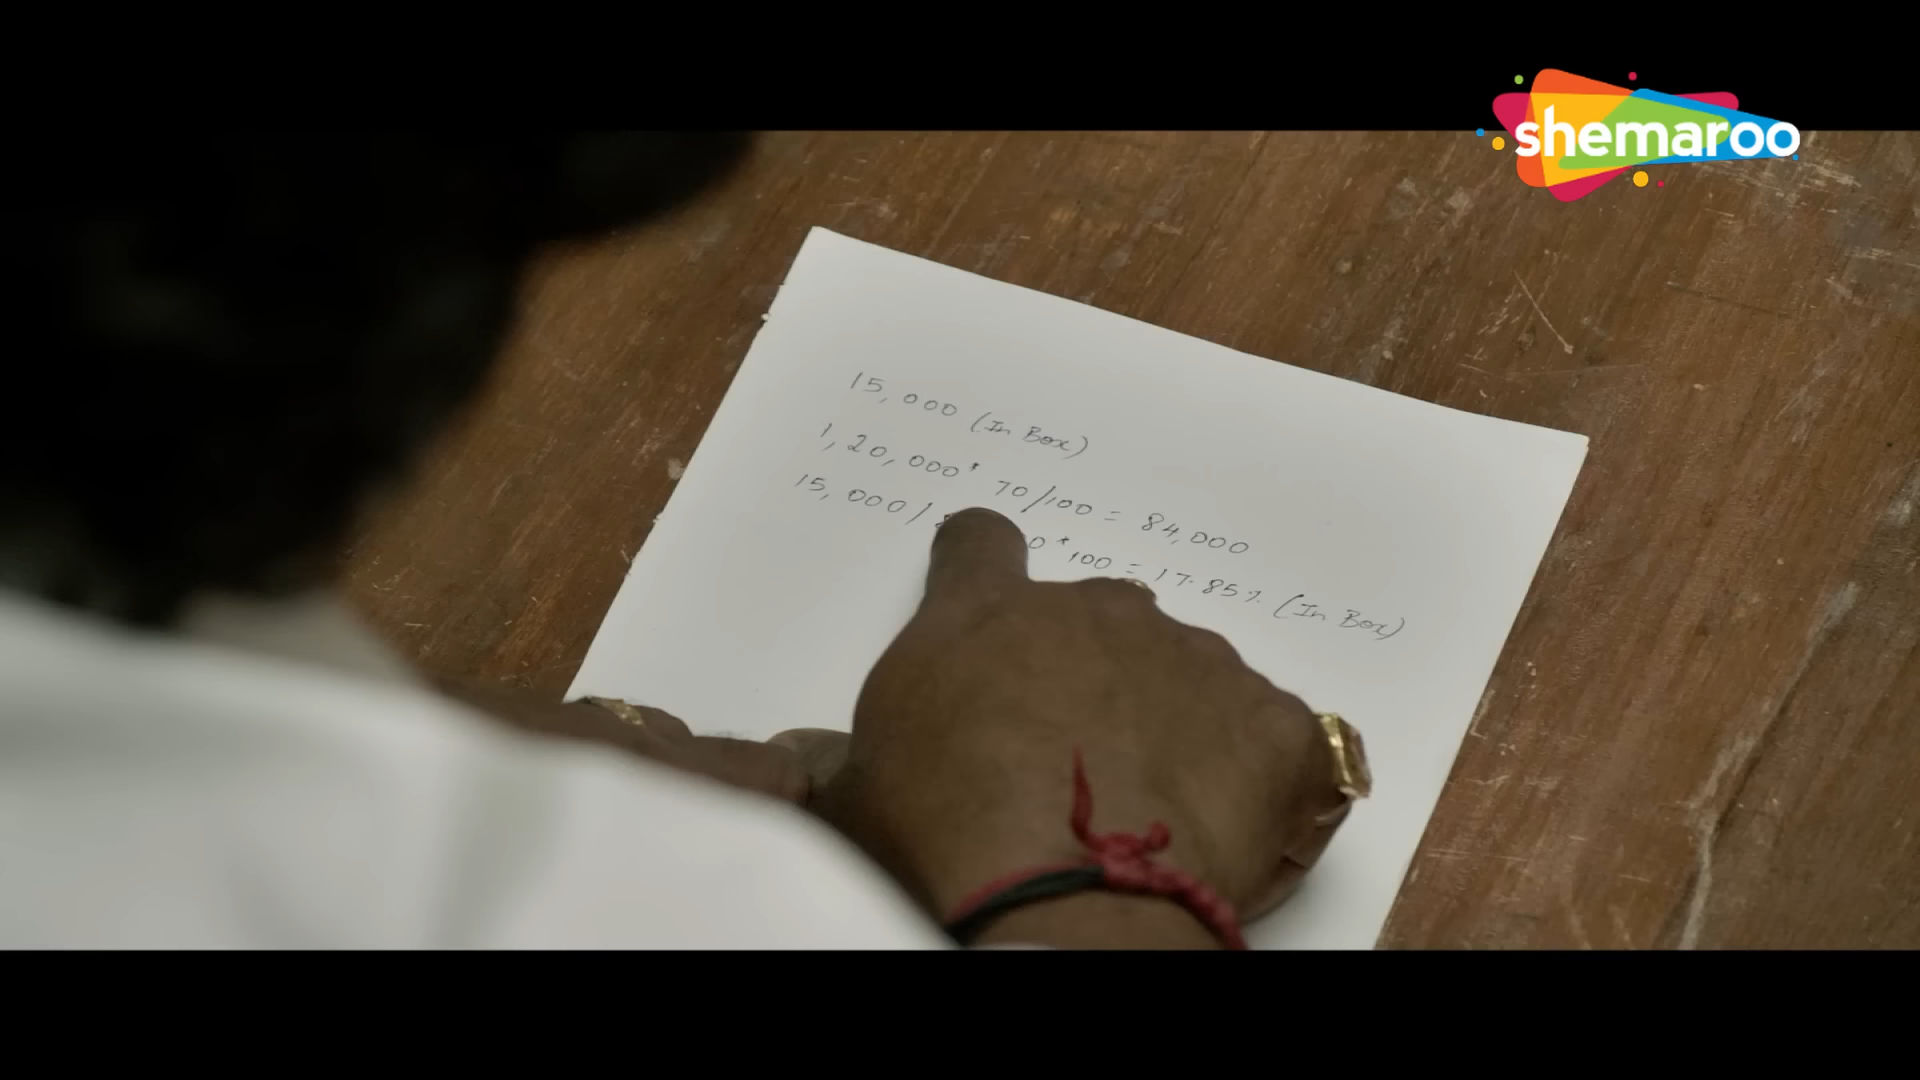 shemaroo
15,000 (In Box)
1,20,000* 70/100 = 84,000
15,000/ 0 *100 = 17.85% (In Box)